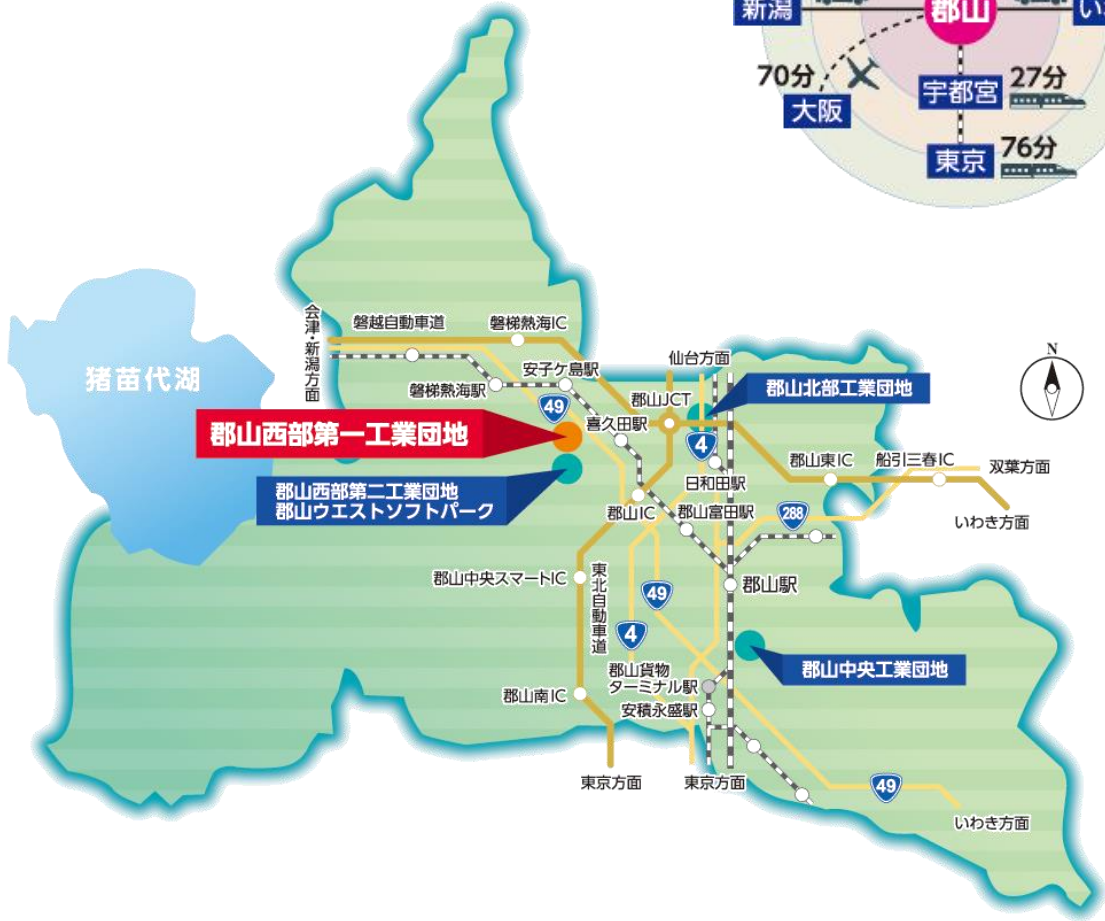 新潟
郡山
70分
大阪
宇都宮
27分
東京
76分
猪苗代湖
会津・新潟方面
磐越自動車道
磐梯熱海IC
仙台方面
磐梯熱海駅
安子ケ島駅
郡山JCT
郡山北部工業団地
N
49
喜久田駅
4
郡山西部第一工業団地
郡山西部第二工業団地
郡山ウエストソフトパーク
日和田駅
郡山東IC
船引三春IC
双葉方面
いわき方面
郡山IC
郡山富田駅
288
郡山中央スマートIC
東北自動車道
49
郡山駅
4
郡山中央工業団地
郡山貨物
ターミナル駅
郡山南IC
安積永盛駅
東京方面
東京方面
49
いわき方面